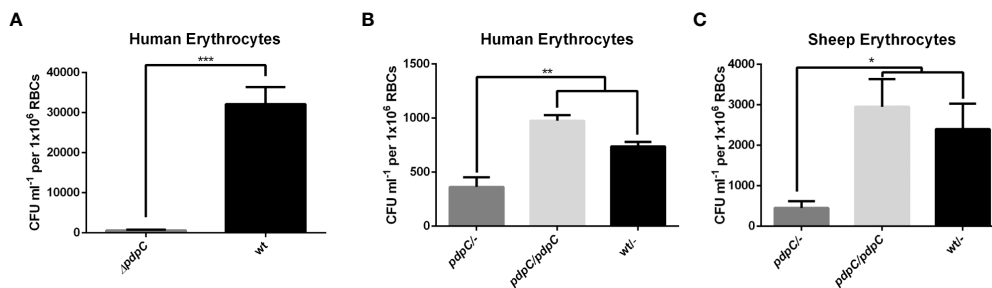 A
Human Erythrocytes
CFU ml⁻¹ per 1x10⁶ RBCs
40000
30000
20000
10000
0
***
ΔpdpC
wt
B
Human Erythrocytes
CFU ml⁻¹ per 1x10⁶ RBCs
1500
1000
500
0
**
pdpC/-
pdpC/pdpC
wt/-
C
Sheep Erythrocytes
CFU ml⁻¹ per 1x10⁶ RBCs
4000
3000
2000
1000
0
*
pdpC/-
pdpC/pdpC
wt/-